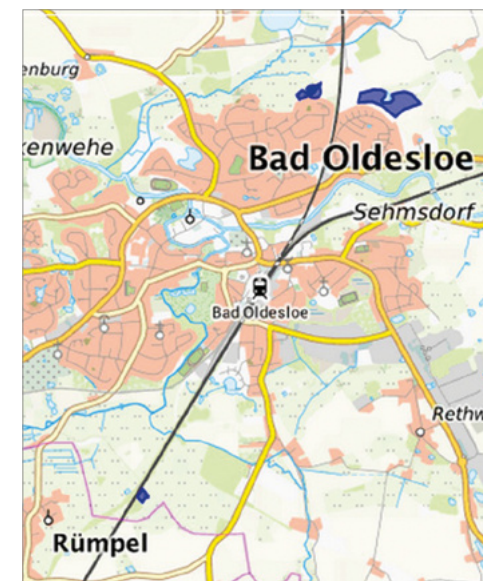 enburg
kenwehe
Bad Oldesloe
Sehmsdorf
Bad Oldesloe
Rethw
Rümpel